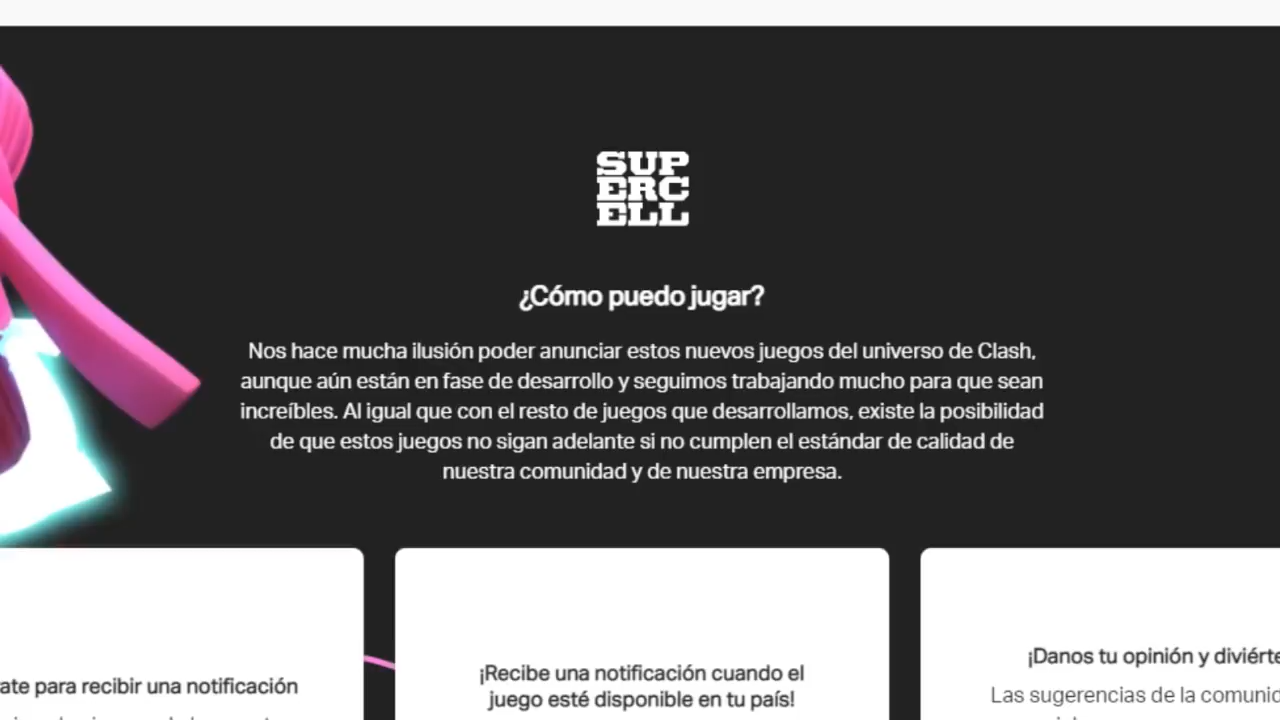 SUP
ERC
ELL
¿Cómo puedo jugar?
Nos hace mucha ilusión poder anunciar estos nuevos juegos del universo de Clash,
aunque aún están en fase de desarrollo y seguimos trabajando mucho para que sean
increíbles. Al igual que con el resto de juegos que desarrollamos, existe la posibilidad
de que estos juegos no sigan adelante si no cumplen el estándar de calidad de
nuestra comunidad y de nuestra empresa.
ate para recibir una notificación
¡Recibe una notificación cuando el
juego esté disponible en tu país!
¡Danos tu opinión y diviérte
Las sugerencias de la comunid